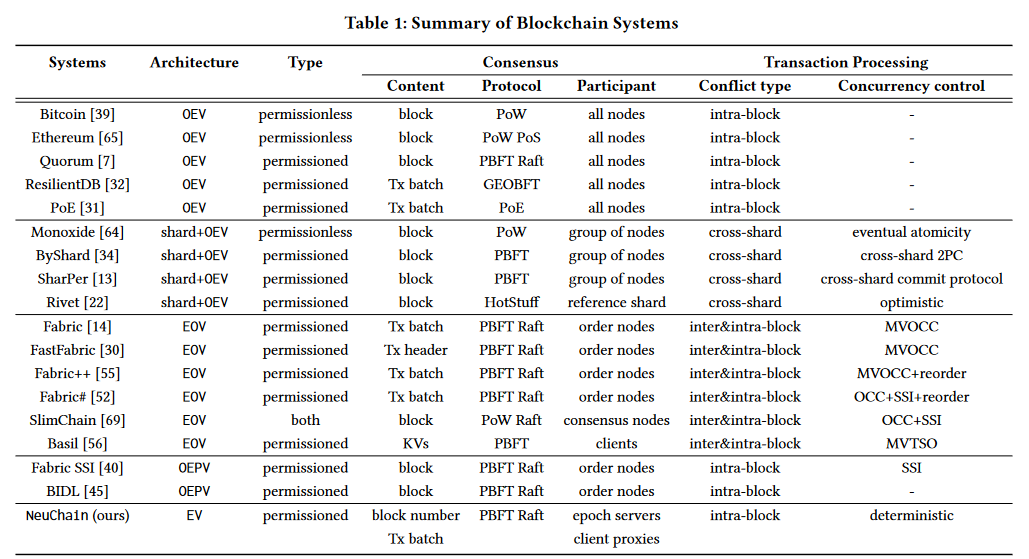 Table 1: Summary of Blockchain Systems
Systems Architecture Type Consensus Transaction Processing
Content Protocol Participant Conflict type Concurrency control
Bitcoin [39] OEV permissionless block PoW all nodes intra-block -
Ethereum [65] OEV permissionless block PoW PoS all nodes intra-block -
Quorum [7] OEV permissioned block PBFT Raft all nodes intra-block -
ResilientDB [32] OEV permissioned Tx batch GEOBFT all nodes intra-block -
PoE [31] OEV permissioned Tx batch PoE all nodes intra-block -
Monoxide [64] shard+OEV permissionless block PoW group of nodes cross-shard eventual atomicity
ByShard [34] shard+OEV permissioned block PBFT group of nodes cross-shard cross-shard 2PC
SharPer [13] shard+OEV permissioned block PBFT group of nodes cross-shard cross-shard commit protocol
Rivet [22] shard+OEV permissioned block HotStuff reference shard cross-shard optimistic
Fabric [14] EOV permissioned Tx batch PBFT Raft order nodes inter&intra-block MVOCC
FastFabric [30] EOV permissioned Tx header PBFT Raft order nodes inter&intra-block MVOCC
Fabric++ [55] EOV permissioned Tx batch PBFT Raft order nodes inter&intra-block MVOCC+reorder
Fabric# [52] EOV permissioned Tx batch PBFT Raft order nodes inter&intra-block OCC+SSI+reorder
SlimChain [69] EOV both block PoW Raft consensus nodes inter&intra-block OCC+SSI
Basil [56] EOV permissioned KVs PBFT clients inter&intra-block MVTSO
Fabric SSI [40] OEPV permissioned block PBFT Raft order nodes intra-block SSI
BIDL [45] OEPV permissioned block PBFT Raft order nodes intra-block -
NeuCha1n (ours) EV permissioned block number PBFT Raft epoch servers intra-block deterministic
Tx batch client proxies